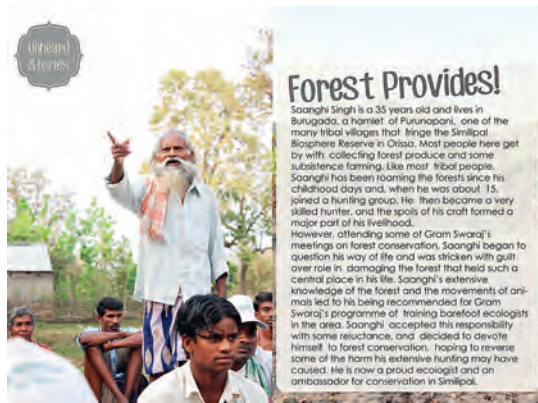 Unheard
Stories
Forest Provides!
Saanghi Singh is a 35 years old and lives in
Burugada, a hamlet of Purunapani, one of the
many tribal villages that fringe the Similipal
Biosphere Reserve in Orissa. Most people here get
by with collecting forest produce and some
subsistence farming. Like most tribal people,
Saanghi has been roaming the forests since his
childhood days and, when he was about 15,
joined a hunting group. He then became a very
skilled hunter, and the spoils of his craft formed a
major part of his livelihood.
However, attending some of Gram Swaraj's
meetings on forest conservation, Saanghi began to
question his way of life and was stricken with guilt
over role in damaging the forest that held such a
central place in his life. Saanghi's extensive
knowledge of the forest and the movements of ani-
mals led to his being recommended for Gram
Swaraj's programme of training barefoot ecologists
in the area. Saanghi accepted this responsibility
with some reluctance, and decided to devote
himself to forest conservation, hoping to reverse
some of the harm his extensive hunting may have
caused. He is now a proud ecologist and an
ambassador for conservation in Similipal.